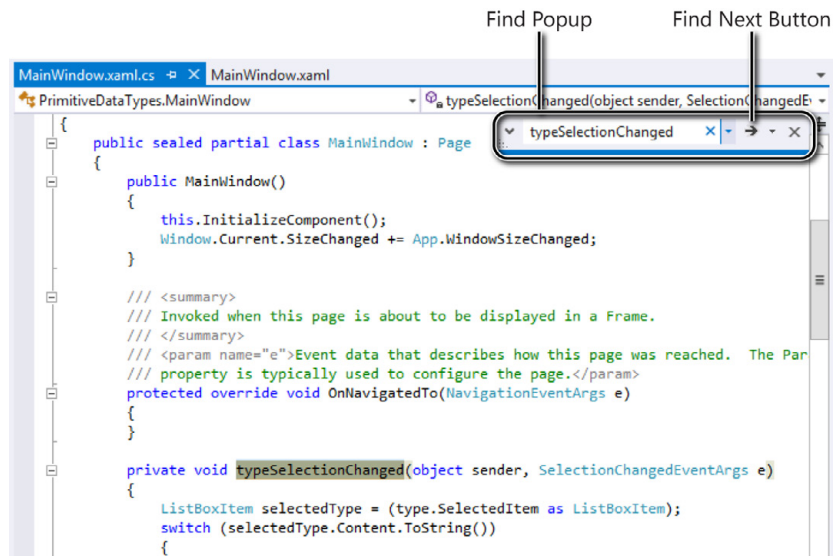 Find Popup Find Next Button
MainWindow.xaml.cs MainWindow.xaml
PrimitiveDataTypes.MainWindow typeSelectionChanged(object sender, SelectionChangedE
typeSelectionChanged
{
public sealed partial class MainWindow : Page
{
public MainWindow()
{
this.InitializeComponent();
Window.Current.SizeChanged += App.WindowSizeChanged;
}
/// <summary>
/// Invoked when this page is about to be displayed in a Frame.
/// </summary>
/// <param name="e">Event data that describes how this page was reached.  The Par
/// property is typically used to configure the page.</param>
protected override void OnNavigatedTo(NavigationEventArgs e)
{
}
private void typeSelectionChanged(object sender, SelectionChangedEventArgs e)
{
ListBoxItem selectedType = (type.SelectedItem as ListBoxItem);
switch (selectedType.Content.ToString())
{